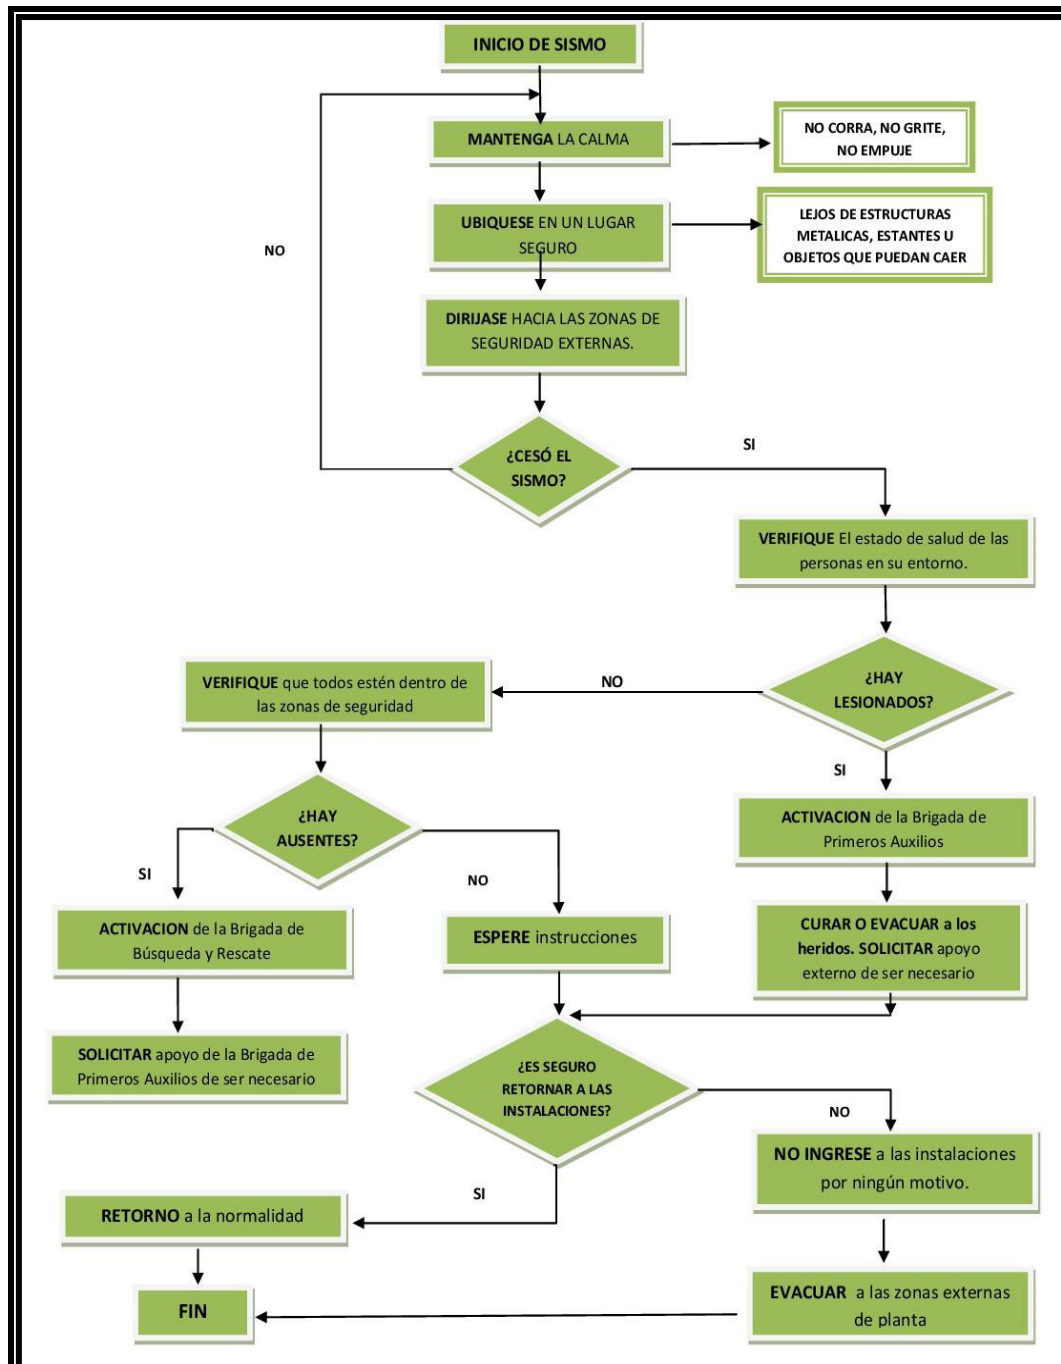 INICIO DE SISMO
MANTENGA LA CALMA
NO CORRA, NO GRITE,
NO EMPUJE
UBIQUESE EN UN LUGAR
SEGURO
LEJOS DE ESTRUCTURAS
METALICAS, ESTANTES U
OBJETOS QUE PUEDAN CAER
NO
DIRIJASE HACIA LAS ZONAS DE
SEGURIDAD EXTERNAS.
¿CESÓ EL
SISMO?
SI
VERIFIQUE El estado de salud de las
personas en su entorno.
¿HAY
LESIONADOS?
NO
VERIFIQUE que todos estén dentro de
las zonas de seguridad
SI
¿HAY
AUSENTES?
ACTIVACION de la Brigada de
Primeros Auxilios
SI
NO
ACTIVACION de la Brigada de
Búsqueda y Rescate
ESPERE instrucciones
CURAR O EVACUAR a los
heridos. SOLICITAR apoyo
externo de ser necesario
SOLICITAR apoyo de la Brigada de
Primeros Auxilios de ser necesario
¿ES SEGURO
RETORNAR A LAS
INSTALACIONES?
NO
NO INGRESE a las instalaciones
por ningún motivo.
SI
RETORNO a la normalidad
EVACUAR a las zonas externas
de planta
FIN